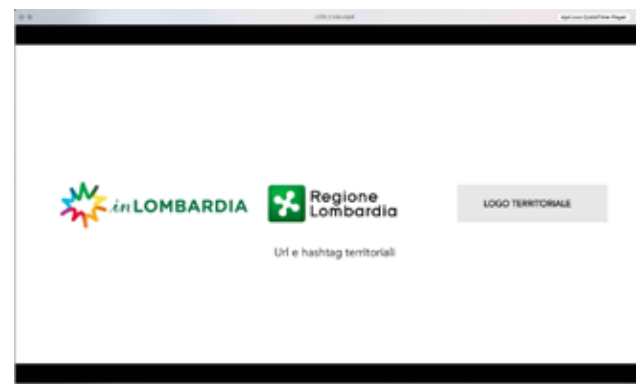 inLOMBARDIA
Regione
Lombardia
LOGO TERRITORIALE
Url e hashtag territoriali